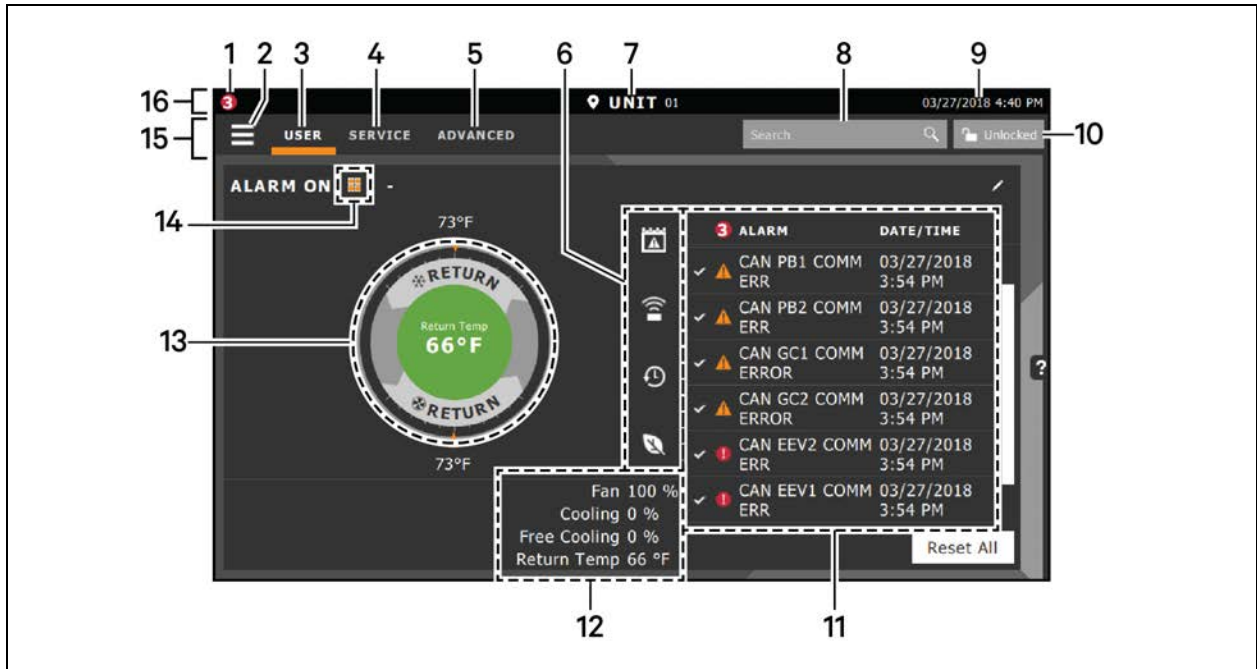 1 2 3 4 5 6 7 8 9
16 3 UNIT 01 03/27/2018 4:40 PM
15 USER SERVICE ADVANCED Search Unlocked 10
ALARM ON -
14
73°F
RETURN
Return Temp
66°F
RETURN
73°F
13
3 ALARM DATE/TIME
CAN PB1 COMM 03/27/2018
ERR 3:54 PM
CAN PB2 COMM 03/27/2018
ERR 3:54 PM
CAN GC1 COMM 03/27/2018
ERROR 3:54 PM
CAN GC2 COMM 03/27/2018
ERROR 3:54 PM
CAN EEV2 COMM 03/27/2018
ERR 3:54 PM
CAN EEV1 COMM 03/27/2018
ERR 3:54 PM
?
Fan 100 %
Cooling 0 %
Free Cooling 0 %
Return Temp 66 °F
Reset All
12 11